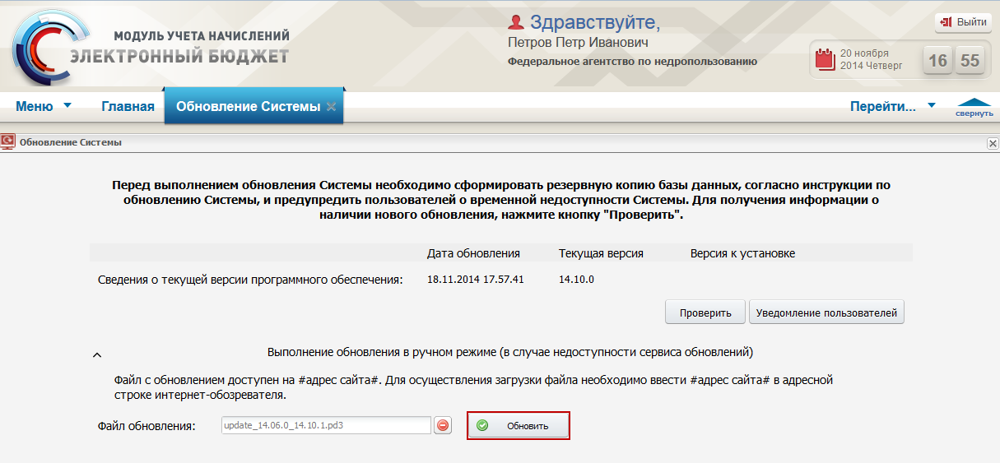 МОДУЛЬ УЧЕТА НАЧИСЛЕНИЙ
ЭЛЕКТРОННЫЙ БЮДЖЕТ
Здравствуйте,
Петров Петр Иванович
Федеральное агентство по недропользованию
Выйти
20 ноября
2014 Четверг
16 55
Меню
Главная
Обновление Системы
Перейти...
свернуть
Обновление Системы
Перед выполнением обновления Системы необходимо сформировать резервную копию базы данных, согласно инструкции по
обновлению Системы, и предупредить пользователей о временной недоступности Системы. Для получения информации о
наличии нового обновления, нажмите кнопку "Проверить".
Дата обновления Текущая версия Версия к установке
Сведения о текущей версии программного обеспечения: 18.11.2014 17.57.41 14.10.0
Проверить Уведомление пользователей
Выполнение обновления в ручном режиме (в случае недоступности сервиса обновлений)
Файл с обновлением доступен на #адрес сайта#. Для осуществления загрузки файла необходимо ввести #адрес сайта# в адресной
строке интернет-обозревателя.
Файл обновления: update_14.06.0_14.10.1.pd3 Обновить